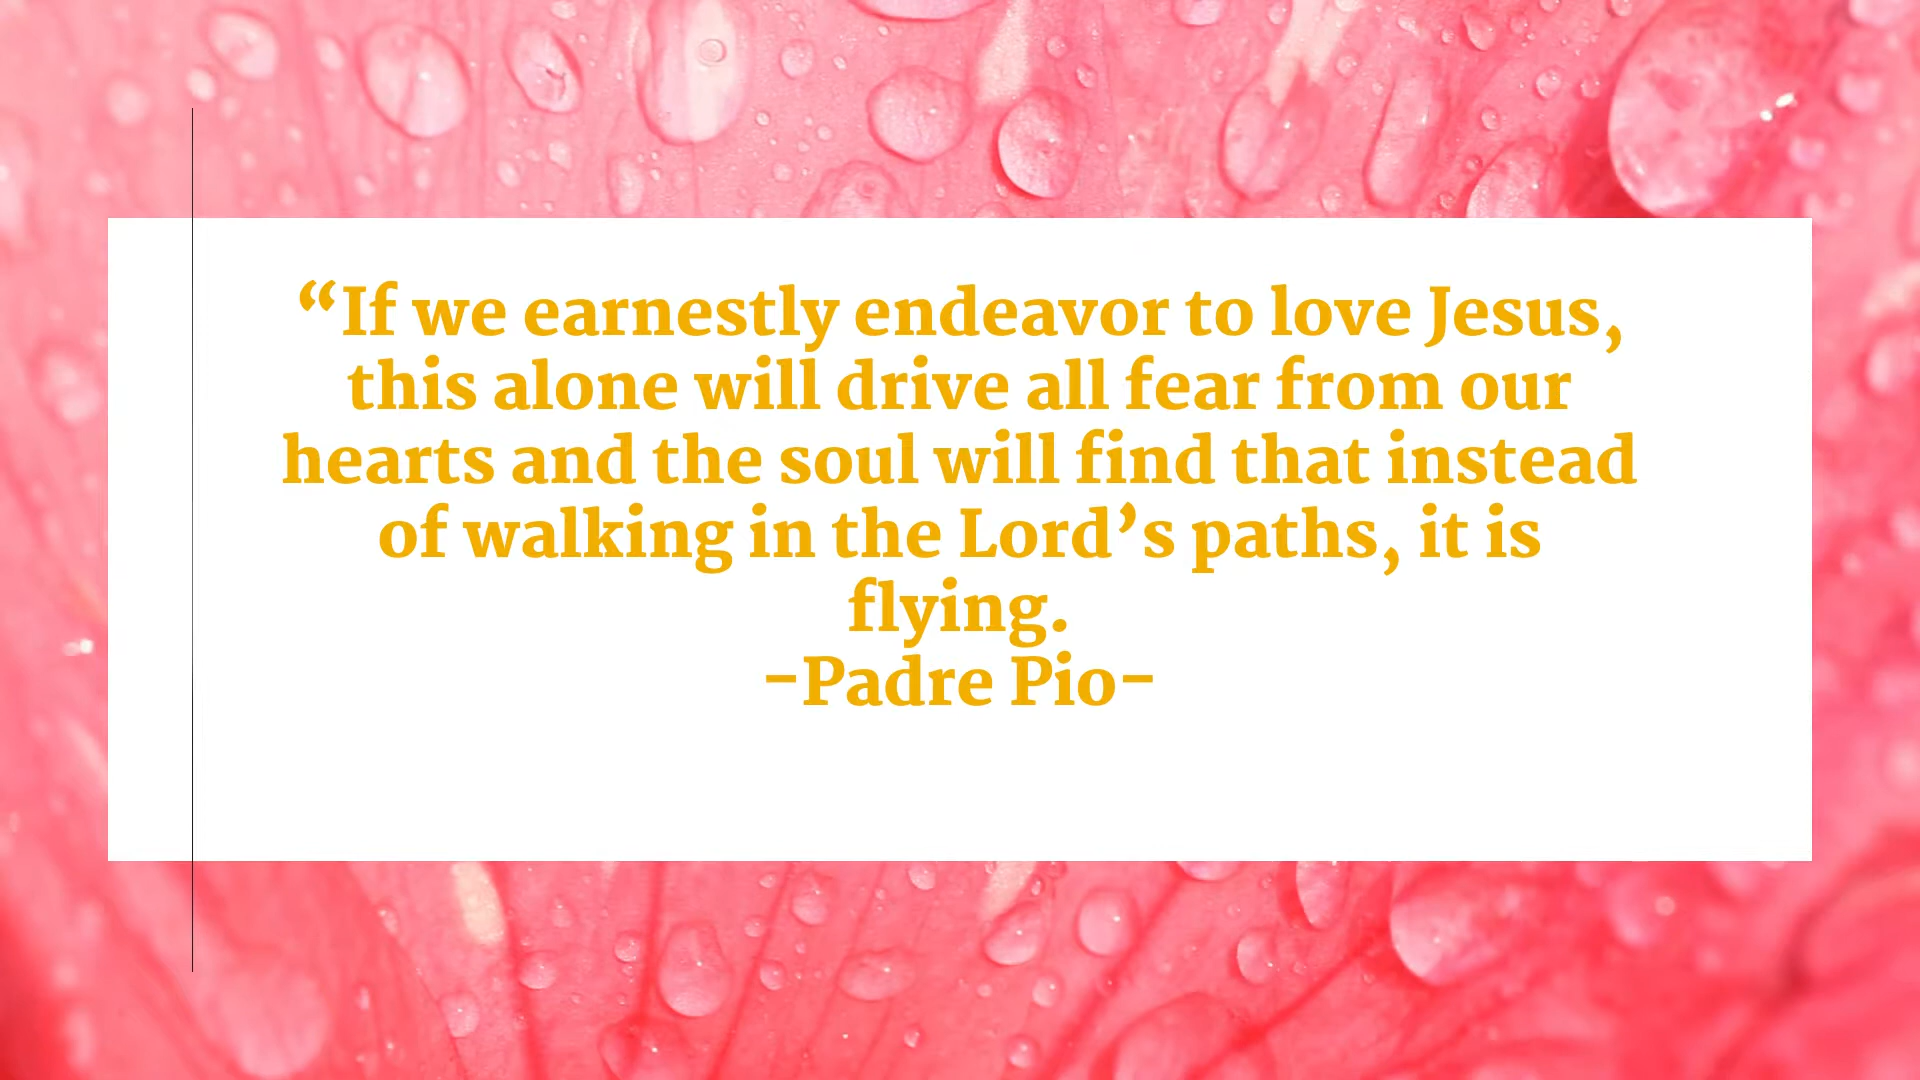 “If we earnestly endeavor to love Jesus,
this alone will drive all fear from our
hearts and the soul will find that instead
of walking in the Lord’s paths, it is
flying.
-Padre Pio-